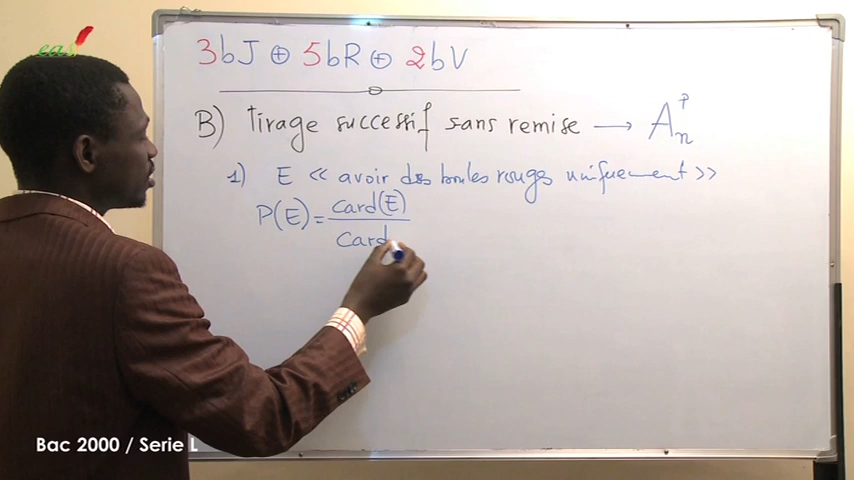 eas
3bJ ⊕ 5bR ⊕ 2bV
B) Tirage successif sans remise → Aₙᵖ
1) E << avoir des boules rouges uniquement >>
P(E) = card(E)
card
Bac 2000 / Serie L